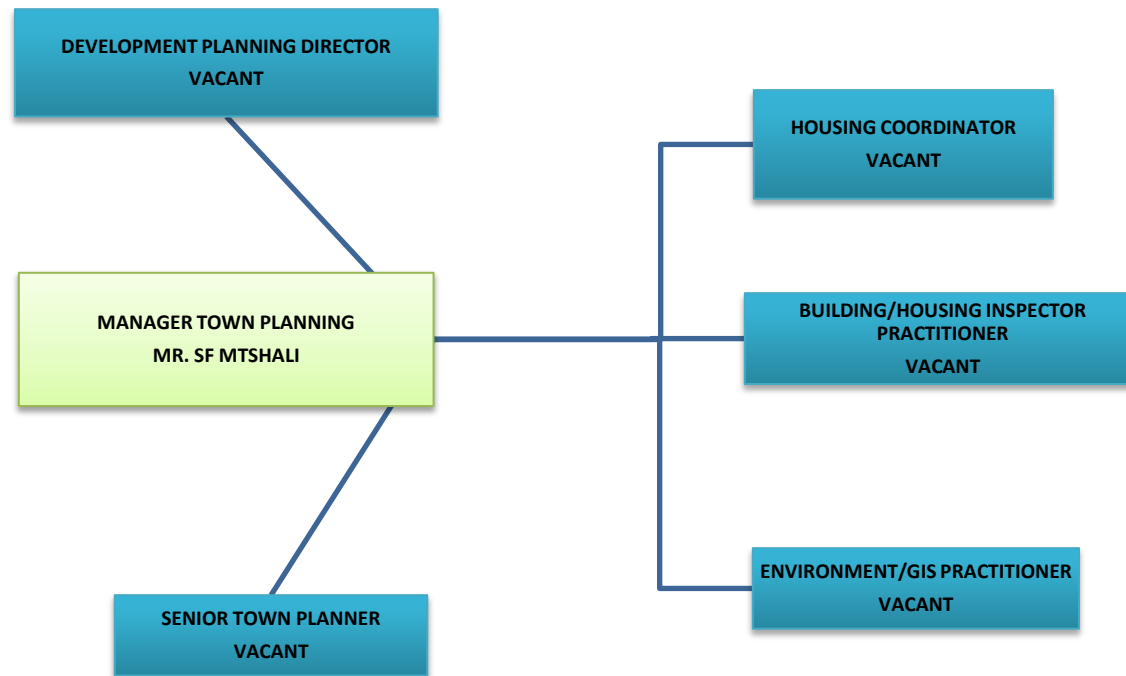 DEVELOPMENT PLANNING DIRECTOR
VACANT
HOUSING COORDINATOR
VACANT
MANAGER TOWN PLANNING
MR. SF MTSHALI
BUILDING/HOUSING INSPECTOR
PRACTITIONER
VACANT
SENIOR TOWN PLANNER
VACANT
ENVIRONMENT/GIS PRACTITIONER
VACANT